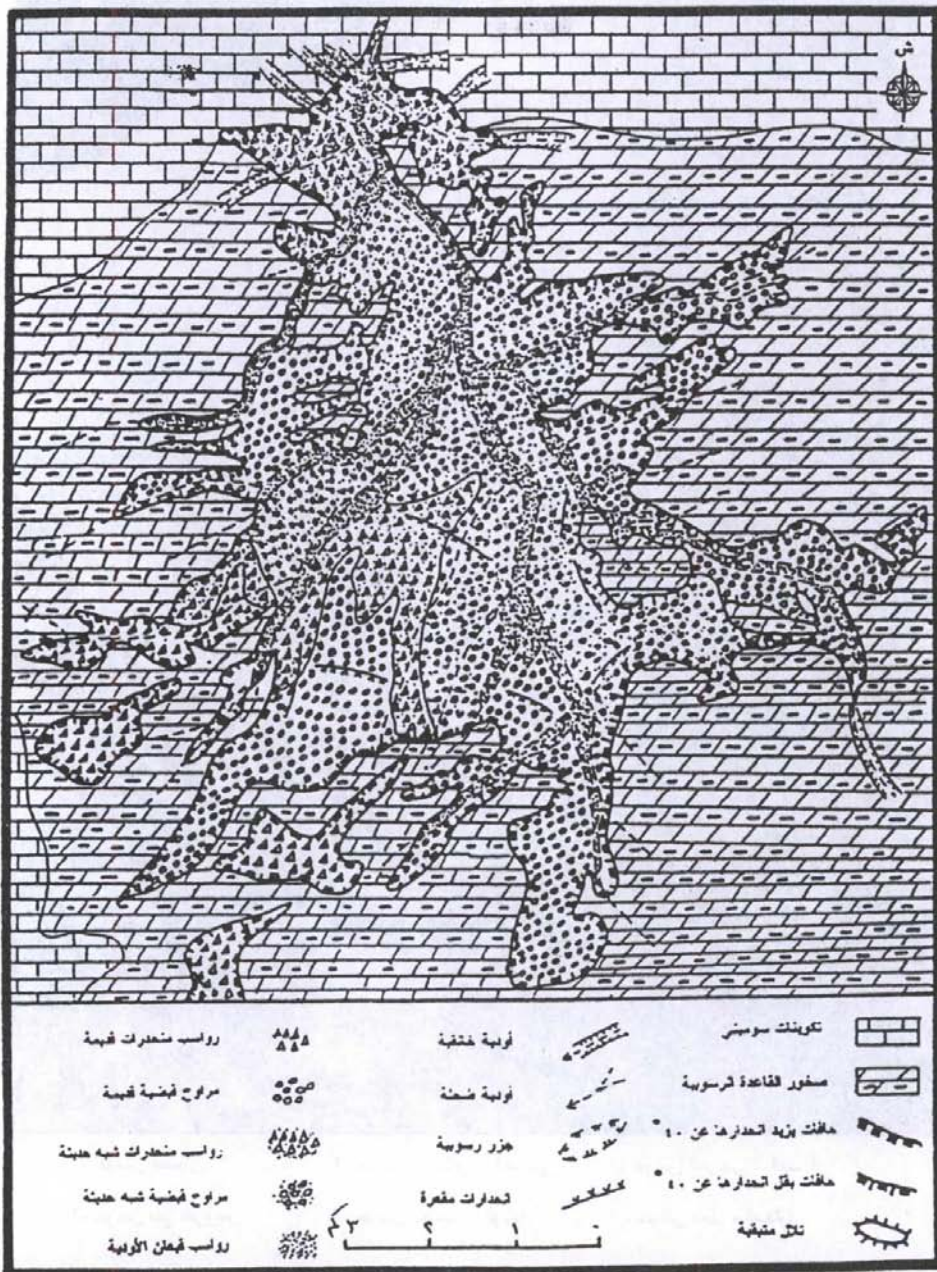 ش
تكوينات سوميني
صخور القاعدة الرسوبية
حافات يزيد انحدارها عن ٤٠°
حافات يقل انحدارها عن ٤٠°
تلال متبقية
أودية خانقية
أودية ضحلة
جزر رسوبية
انحدارات مقعرة
٠ ١ ٢ ٣ كم
رواسب منحدرات قديمة
مراوح فيضية قديمة
رواسب منحدرات شبه حديثة
مراوح فيضية شبه حديثة
رواسب قيعان الأودية